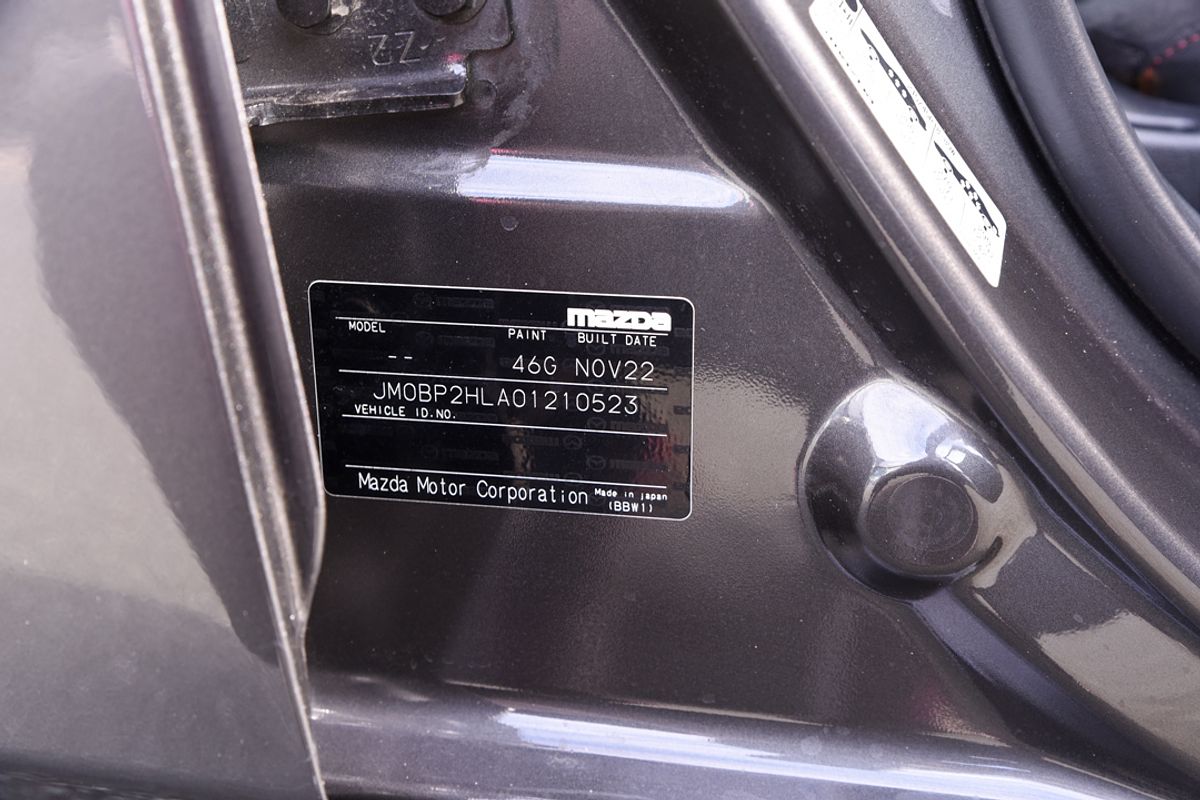 mazda
MODEL PAINT BUILT DATE
-- 46G NOV22
JM0BP2HLA01210523
VEHICLE ID.NO.
Mazda Motor Corporation Made in japan
(BBW1)